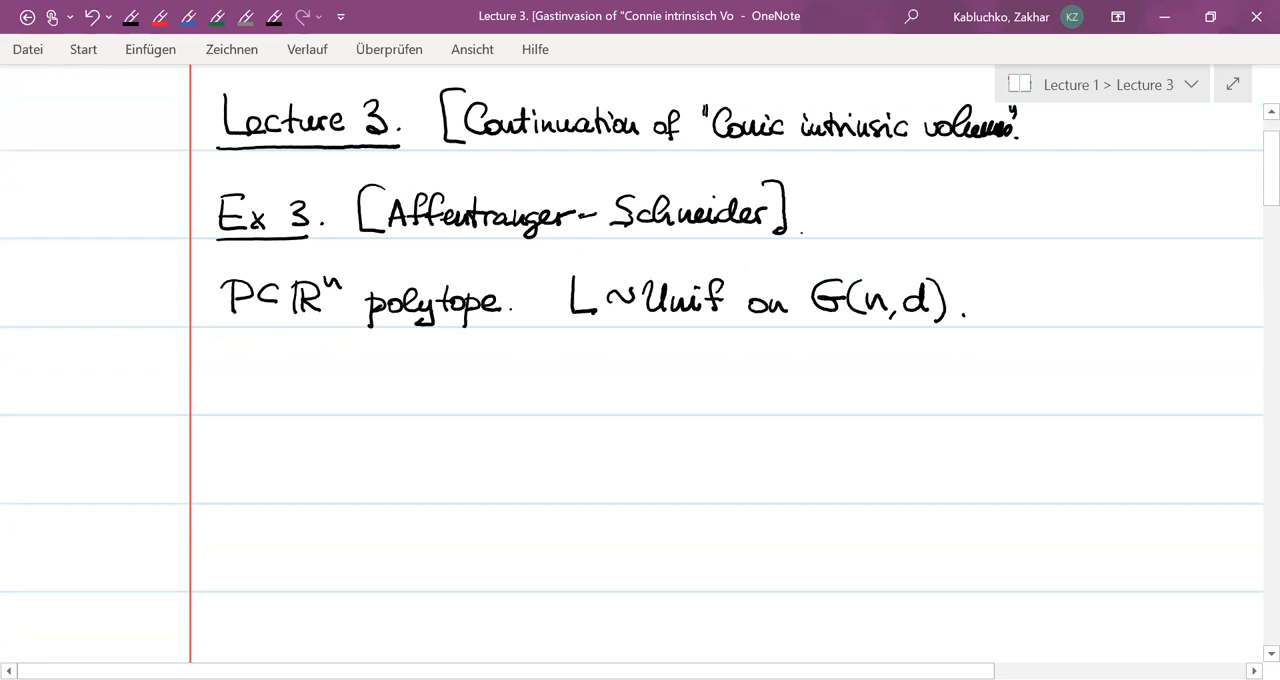 Lecture 3. [Gastinvasion of "Connie intrinsisch Vo - OneNote
Kabluchko, Zakhar KZ
Datei Start Einfügen Zeichnen Verlauf Überprüfen Ansicht Hilfe
Lecture 1 > Lecture 3
Lecture 3. [Continuation of "Conic intrinsic volumes".
Ex 3. [Affentranger - Schneider].
P⊂ℝⁿ polytope. L ~ Unif on G(n,d).